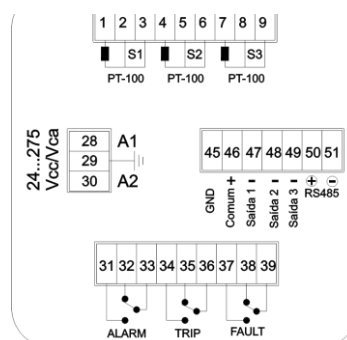 1 2 3 4 5 6 7 8 9
S1 S2 S3
PT-100 PT-100 PT-100
24...275
Vcc/Vca
28 A1
29
30 A2
45 46 47 48 49 50 51
GND
Comum +
Saída 1 -
Saída 2 -
Saída 3 -
+ -
RS485
31 32 33 34 35 36 37 38 39
ALARM TRIP FAULT